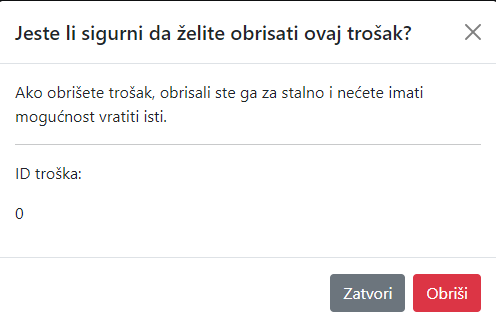 Jeste li sigurni da želite obrisati ovaj trošak?
Ako obrišete trošak, obrisali ste ga za stalno i nećete imati
mogućnost vratiti isti.
ID troška:
0
Zatvori
Obriši